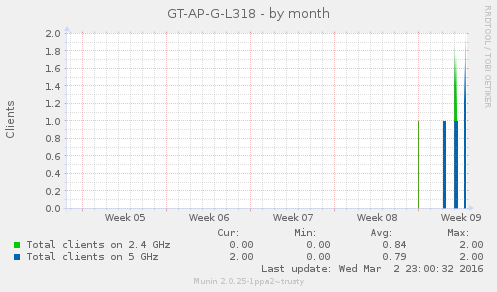 GT-AP-G-L318 - by month
RRDTOOL / TOBI OETIKER
Clients
2.0
1.8
1.6
1.4
1.2
1.0
0.8
0.6
0.4
0.2
0.0
Week 05 Week 06 Week 07 Week 08 Week 09
Cur: Min: Avg: Max:
Total clients on 2.4 GHz 0.00 0.00 0.84 2.00
Total clients on 5 GHz 2.00 0.00 0.79 2.00
Last update: Wed Mar 2 23:00:32 2016
Munin 2.0.25-1ppa2~trusty